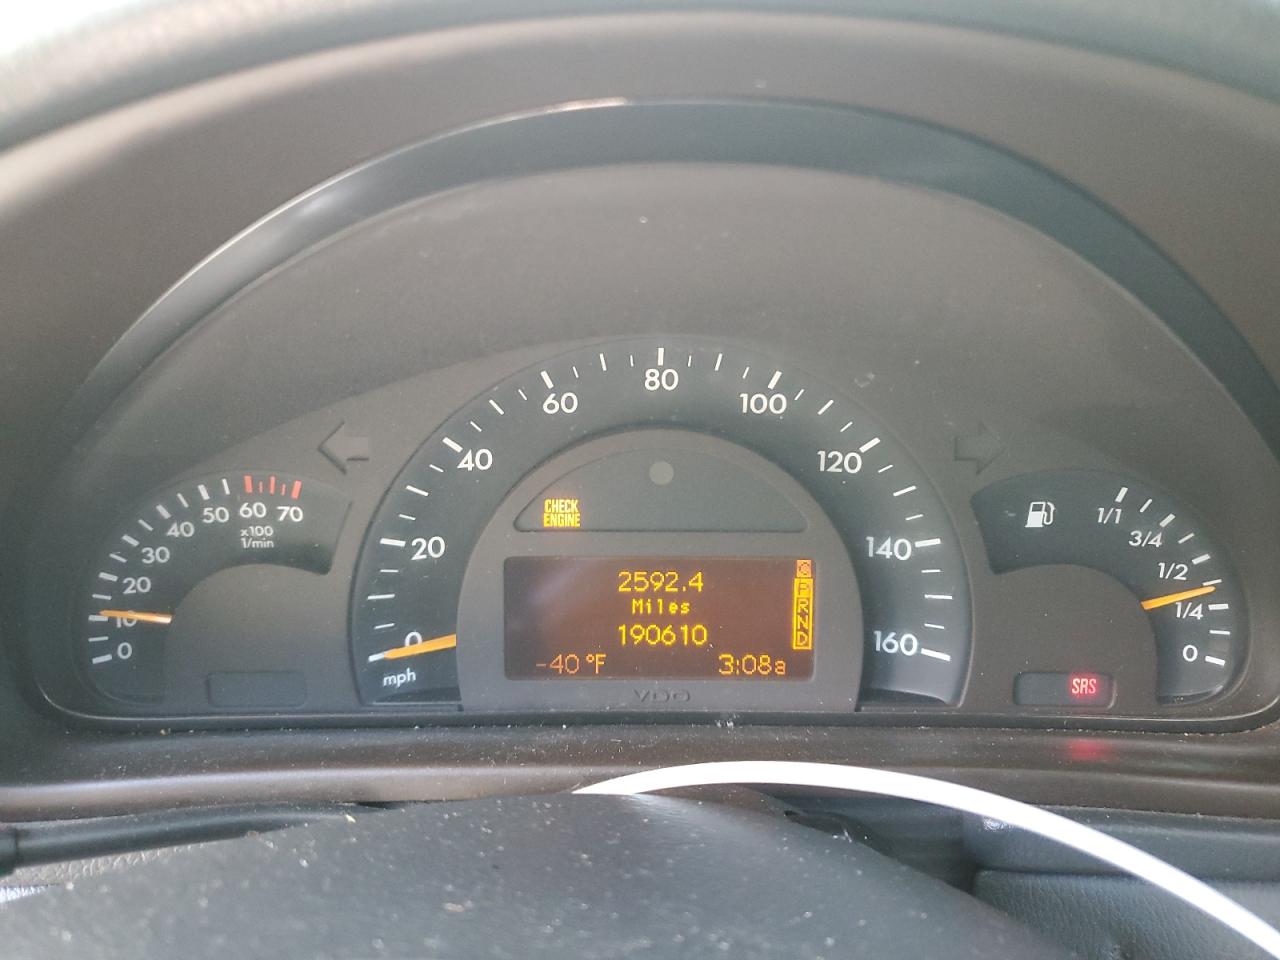 0
10
20
30
40
50
60
70
x100
1/min
0
20
40
60
80
100
120
140
160
mph
CHECK
ENGINE
2592.4
Miles
190610
-40°F
3:08a
C
P
R
N
D
VDO
1/1
3/4
1/2
1/4
0
SRS